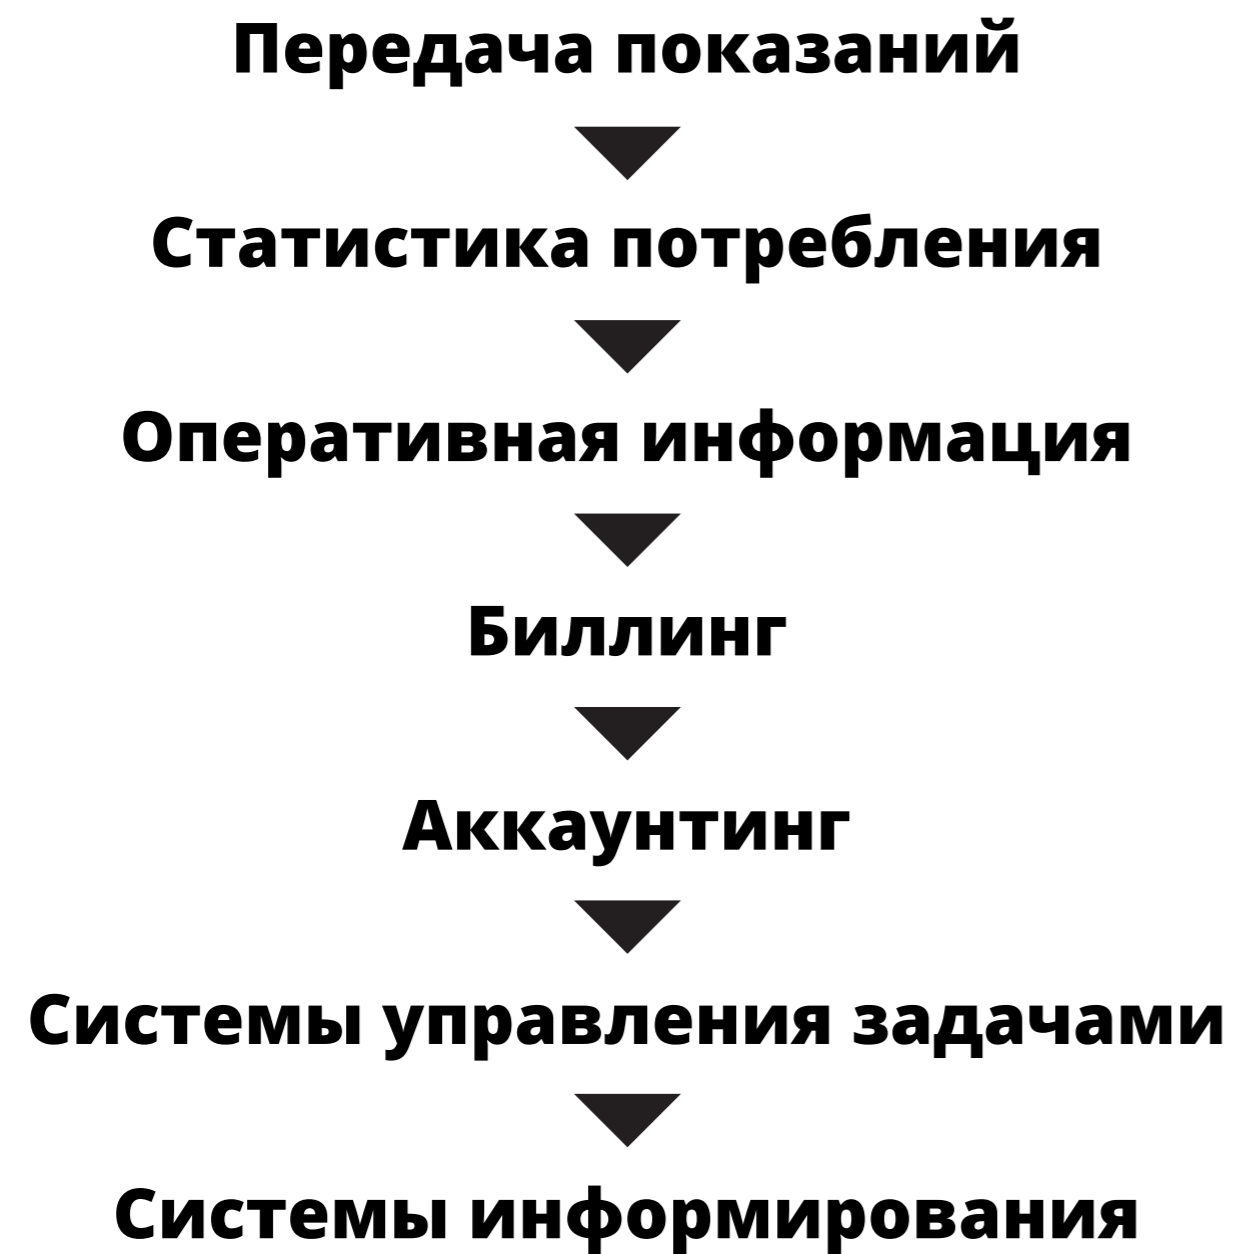 Передача показаний
Статистика потребления
Оперативная информация
Биллинг
Аккаунтинг
Системы управления задачами
Системы информирования